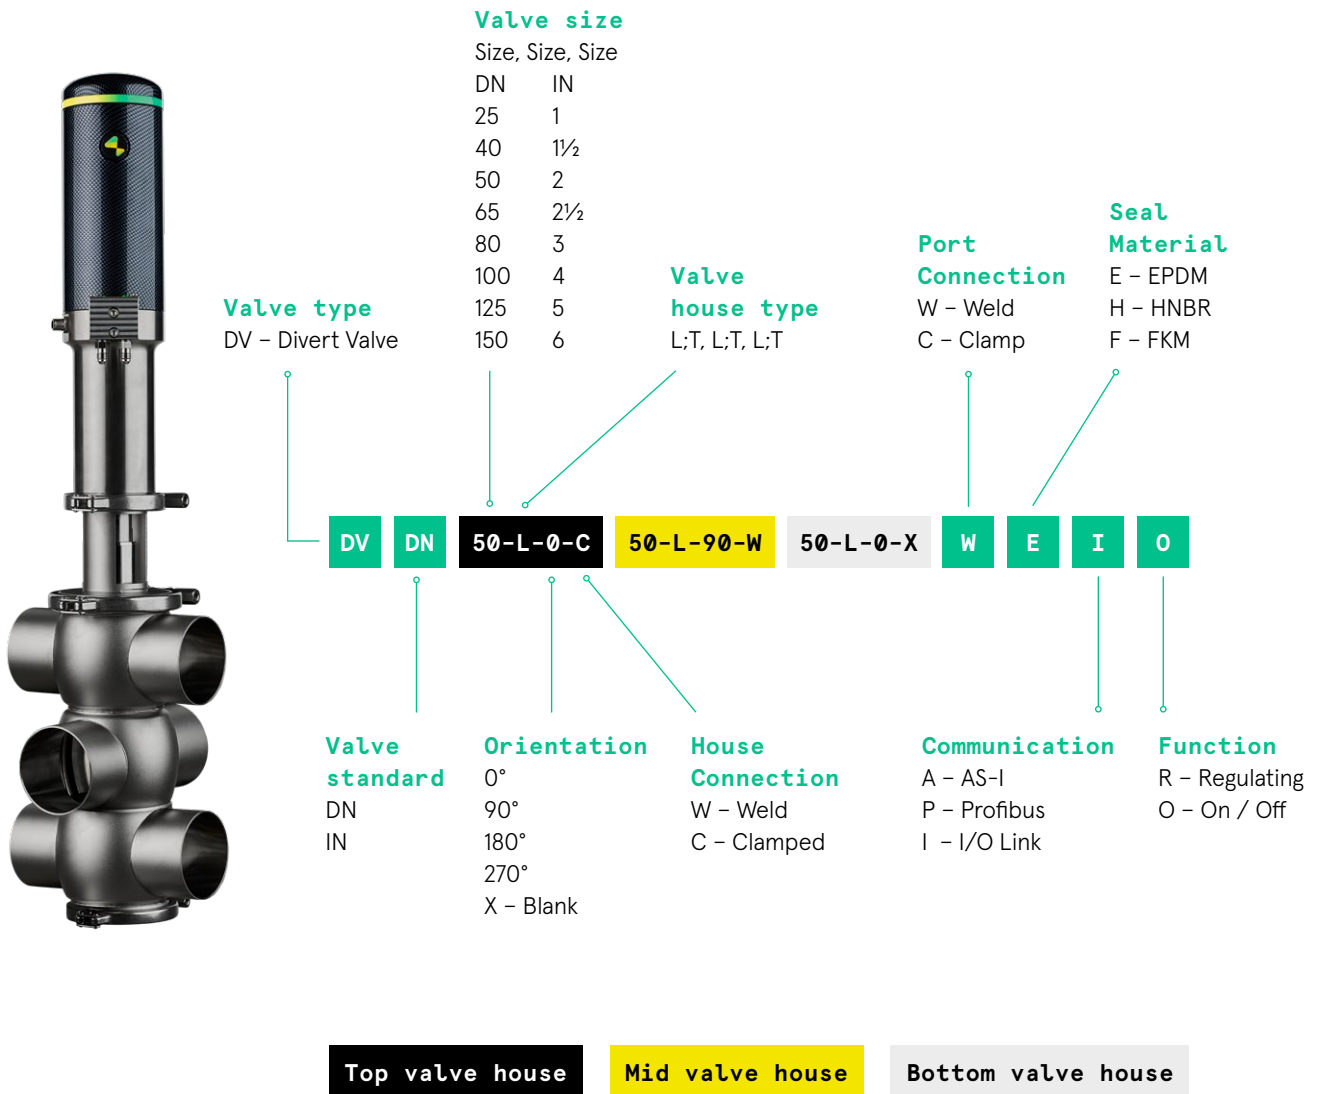 Valve size
Size, Size, Size
DN IN
25 1
40 1½
50 2
65 2½
80 3
100 4
125 5
150 6
Valve type
DV – Divert Valve
Valve
house type
L;T, L;T, L;T
Port
Connection
W – Weld
C – Clamp
Seal
Material
E – EPDM
H – HNBR
F – FKM
DV DN 50-L-0-C 50-L-90-W 50-L-0-X W E I O
Valve
standard
DN
IN
Orientation
0°
90°
180°
270°
X – Blank
House
Connection
W – Weld
C – Clamped
Communication
A – AS-I
P – Profibus
I – I/O Link
Function
R – Regulating
O – On / Off
Top valve house
Mid valve house
Bottom valve house